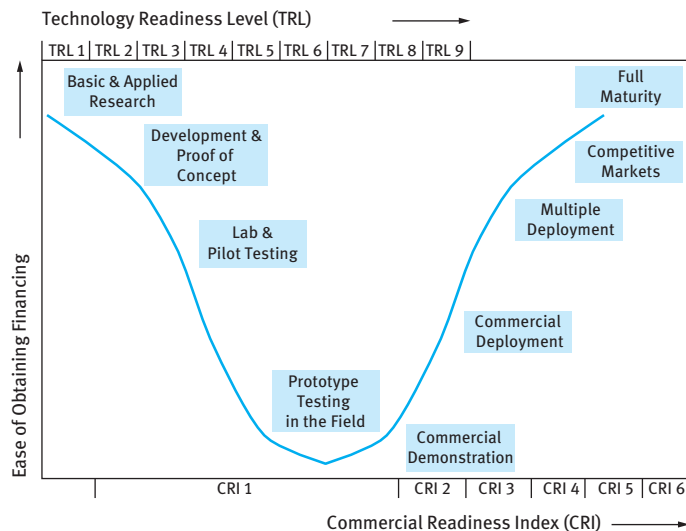 Technology Readiness Level (TRL)
TRL 1 TRL 2 TRL 3 TRL 4 TRL 5 TRL 6 TRL 7 TRL 8 TRL 9
Basic & Applied
Research
Full
Maturity
Development &
Proof of
Concept
Competitive
Markets
Multiple
Deployment
Lab &
Pilot Testing
Ease of Obtaining Financing
Commercial
Deployment
Prototype
Testing
in the Field
Commercial
Demonstration
CRI 1 CRI 2 CRI 3 CRI 4 CRI 5 CRI 6
Commercial Readiness Index (CRI)